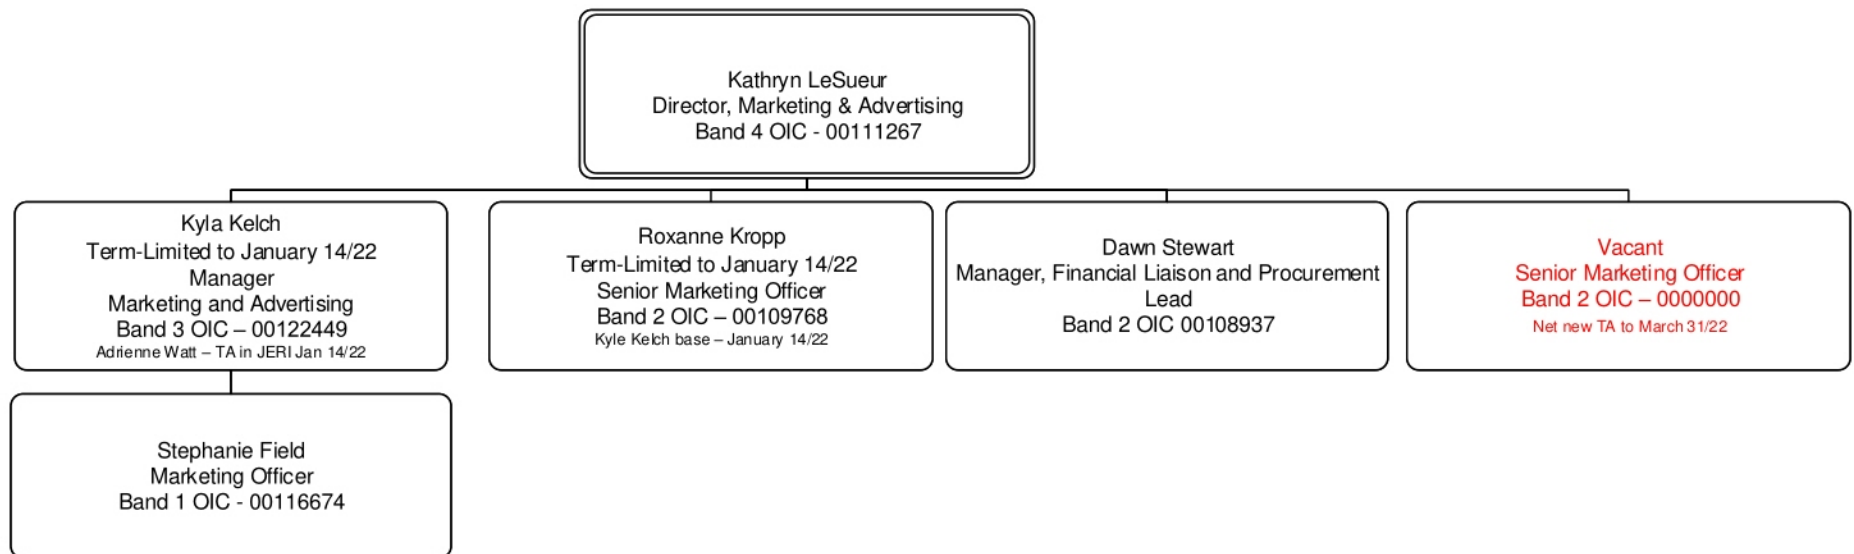 Kathryn LeSueur
Director, Marketing & Advertising
Band 4 OIC - 00111267
Kyla Kelch
Term-Limited to January 14/22
Manager
Marketing and Advertising
Band 3 OIC – 00122449
Adrienne Watt – TA in JERI Jan 14/22
Roxanne Kropp
Term-Limited to January 14/22
Senior Marketing Officer
Band 2 OIC – 00109768
Kyle Kelch base – January 14/22
Dawn Stewart
Manager, Financial Liaison and Procurement
Lead
Band 2 OIC 00108937
Vacant
Senior Marketing Officer
Band 2 OIC – 0000000
Net new TA to March 31/22
Stephanie Field
Marketing Officer
Band 1 OIC - 00116674